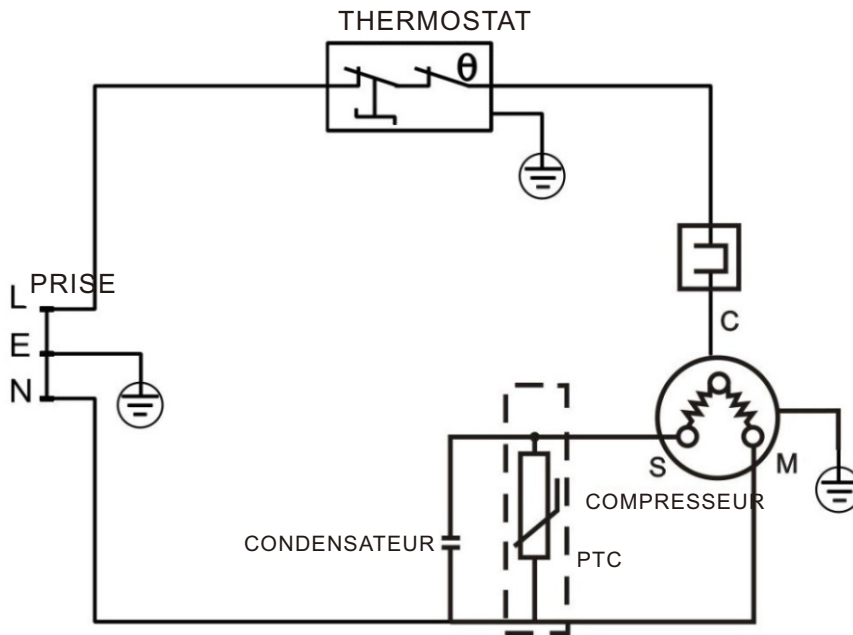 THERMOSTAT
θ
PRISE
L
E
N
C
S
M
COMPRESSEUR
CONDENSATEUR
PTC